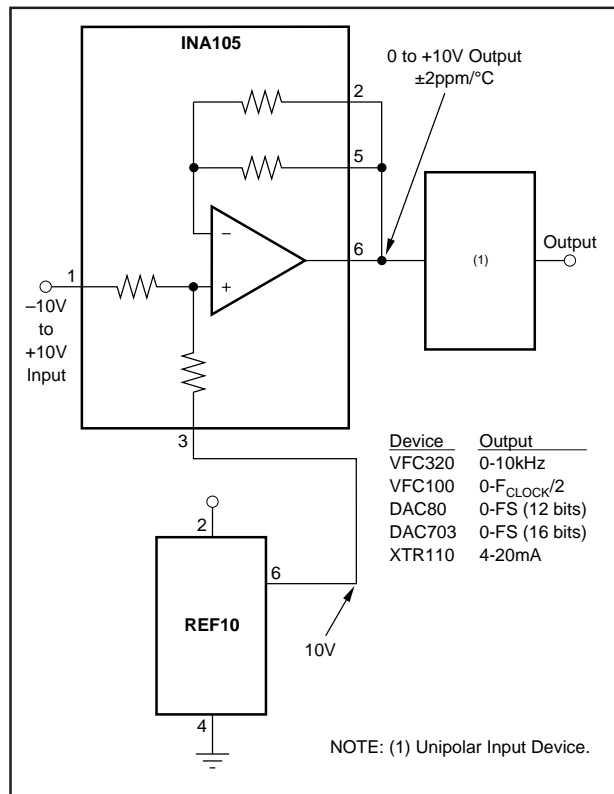 INA105
0 to +10V Output
±2ppm/°C
2
5
6
1
–10V
to
+10V
Input
–
+
3
(1)
Output
Device Output
VFC320 0-10kHz
VFC100 0-FCLOCK/2
DAC80 0-FS (12 bits)
DAC703 0-FS (16 bits)
XTR110 4-20mA
2
6
REF10
10V
4
NOTE: (1) Unipolar Input Device.